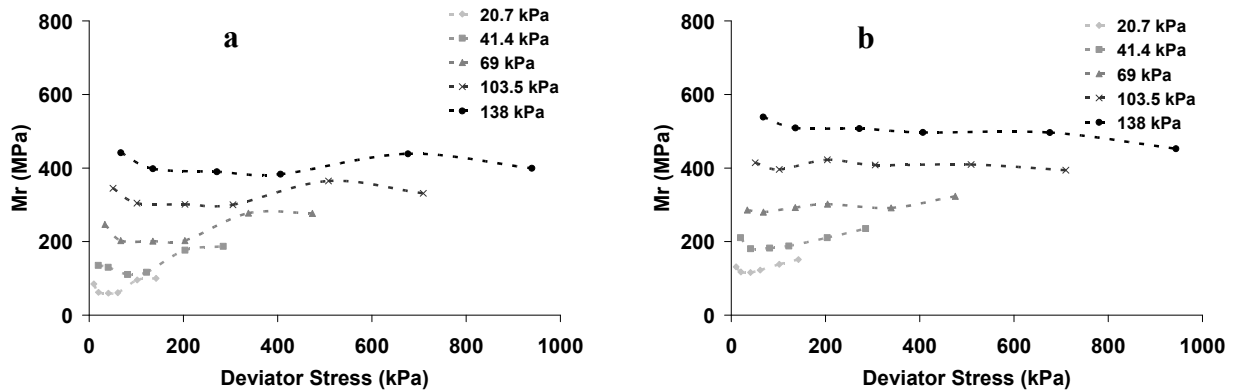 a
20.7 kPa
41.4 kPa
69 kPa
103.5 kPa
138 kPa
800
600
400
200
0
Mr (MPa)
0 200 400 600 800 1000
Deviator Stress (kPa)
b
20.7 kPa
41.4 kPa
69 kPa
103.5 kPa
138 kPa
800
600
400
200
0
Mr (MPa)
0 200 400 600 800 1000
Deviator Stress (kPa)